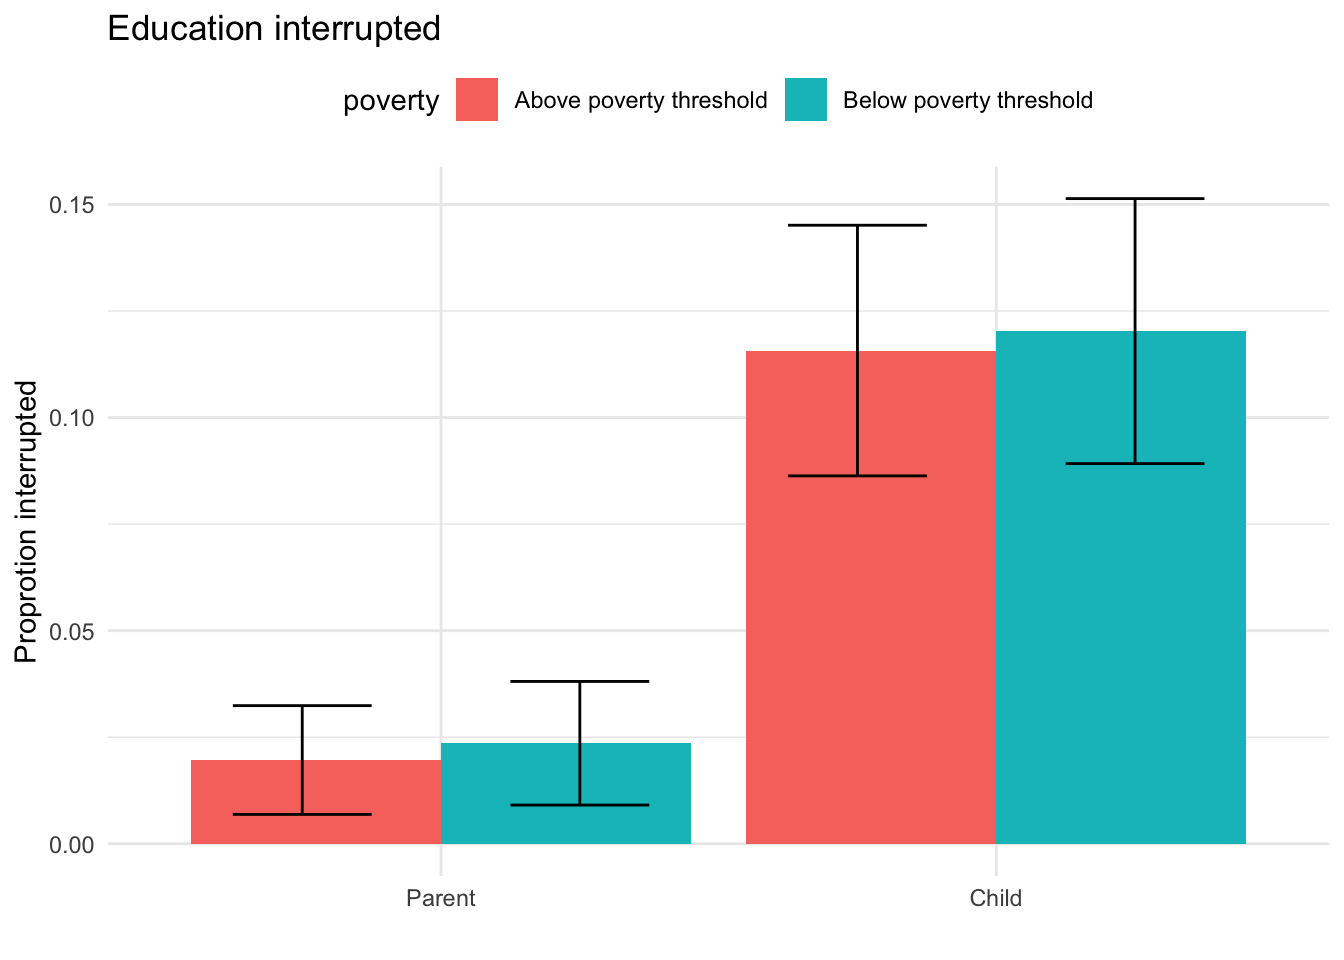 Education interrupted
poverty Above poverty threshold Below poverty threshold
Proprotion interrupted
0.15
0.10
0.05
0.00
Parent Child